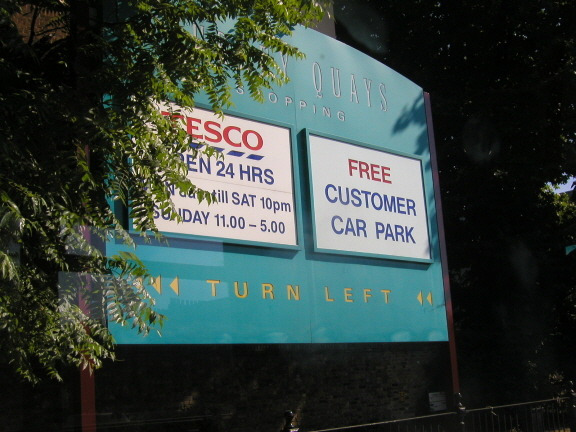 QUAYS
SHOPPING
TESCO
OPEN 24 HRS
till SAT 10pm
SUNDAY 11.00 – 5.00
FREE
CUSTOMER
CAR PARK
TURN LEFT